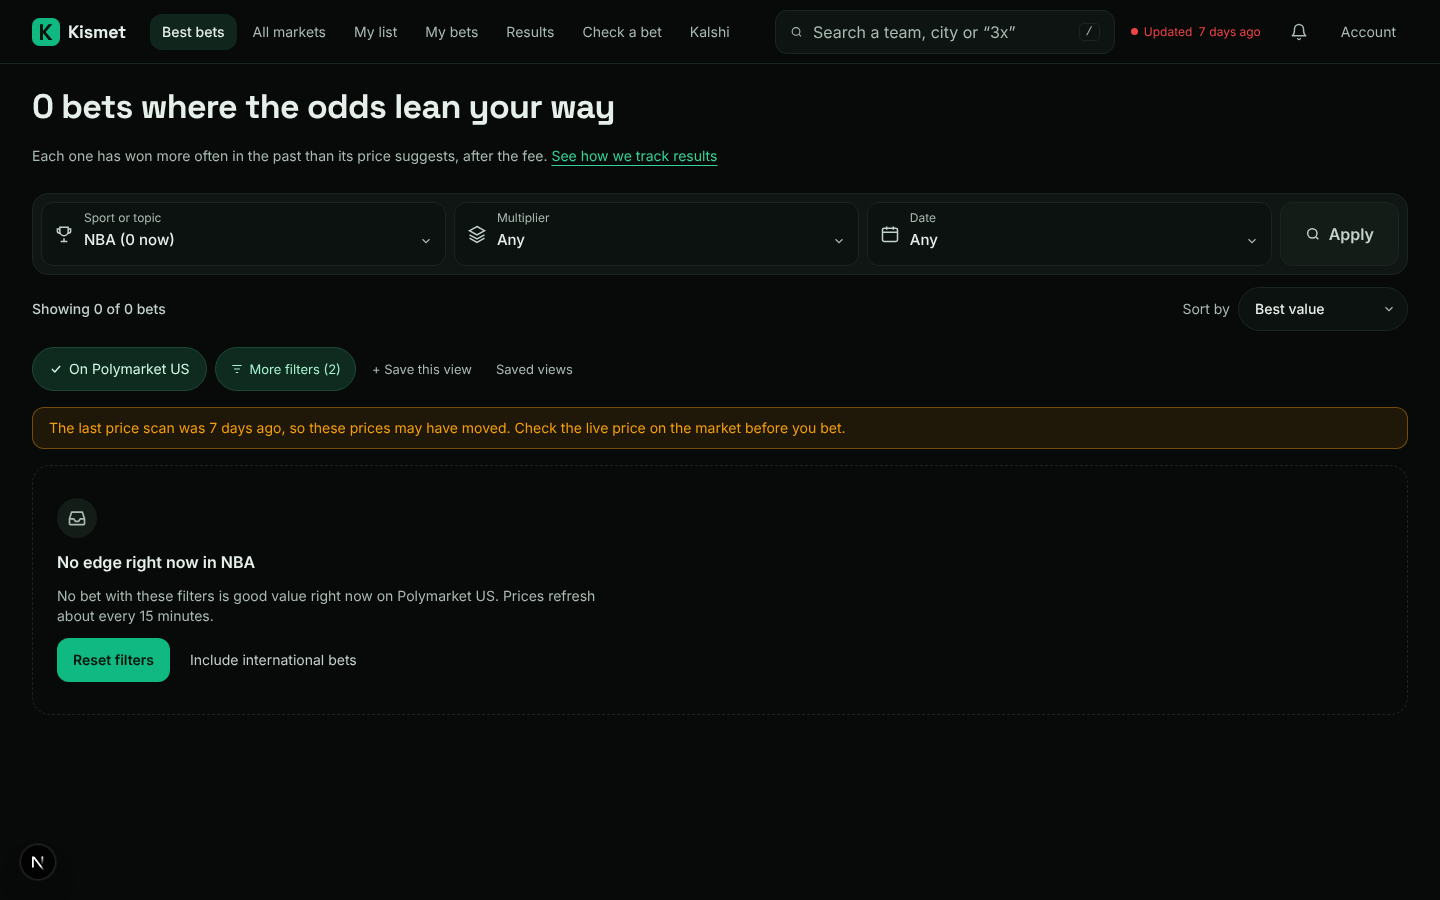 K Kismet
Best bets
All markets
My list
My bets
Results
Check a bet
Kalshi
Search a team, city or “3x”
/
Updated 7 days ago
Account
0 bets where the odds lean your way
Each one has won more often in the past than its price suggests, after the fee. See how we track results
Sport or topic
NBA (0 now)
Multiplier
Any
Date
Any
Apply
Showing 0 of 0 bets
Sort by
Best value
On Polymarket US
More filters (2)
+ Save this view
Saved views
The last price scan was 7 days ago, so these prices may have moved. Check the live price on the market before you bet.
No edge right now in NBA
No bet with these filters is good value right now on Polymarket US. Prices refresh
about every 15 minutes.
Reset filters
Include international bets
N